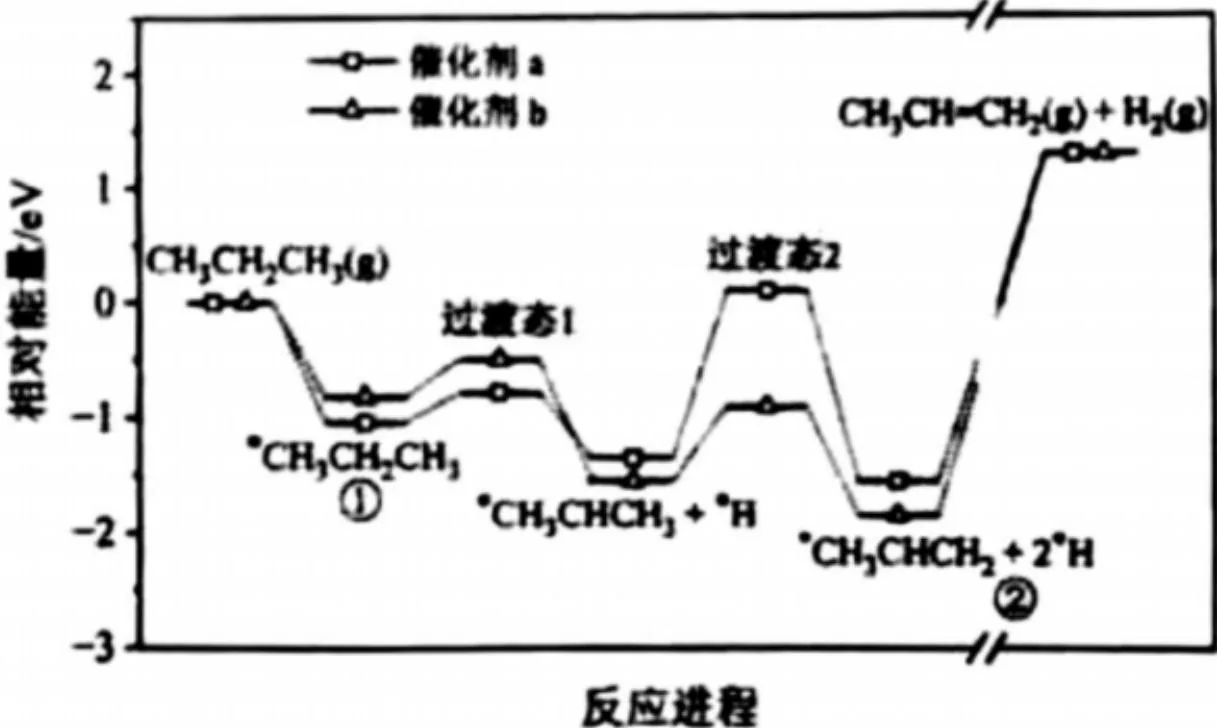 催化剂 a
催化剂 b
CH₃CH=CH₂(g) + H₂(g)
CH₃CH₂CH₃(g)
过渡态1
过渡态2
*CH₃CH₂CH₃
①
*CH₃CHCH₃ + *H
*CH₃CHCH₂ + 2*H
②
相对能量/eV
2
1
0
−1
−2
−3
反应进程